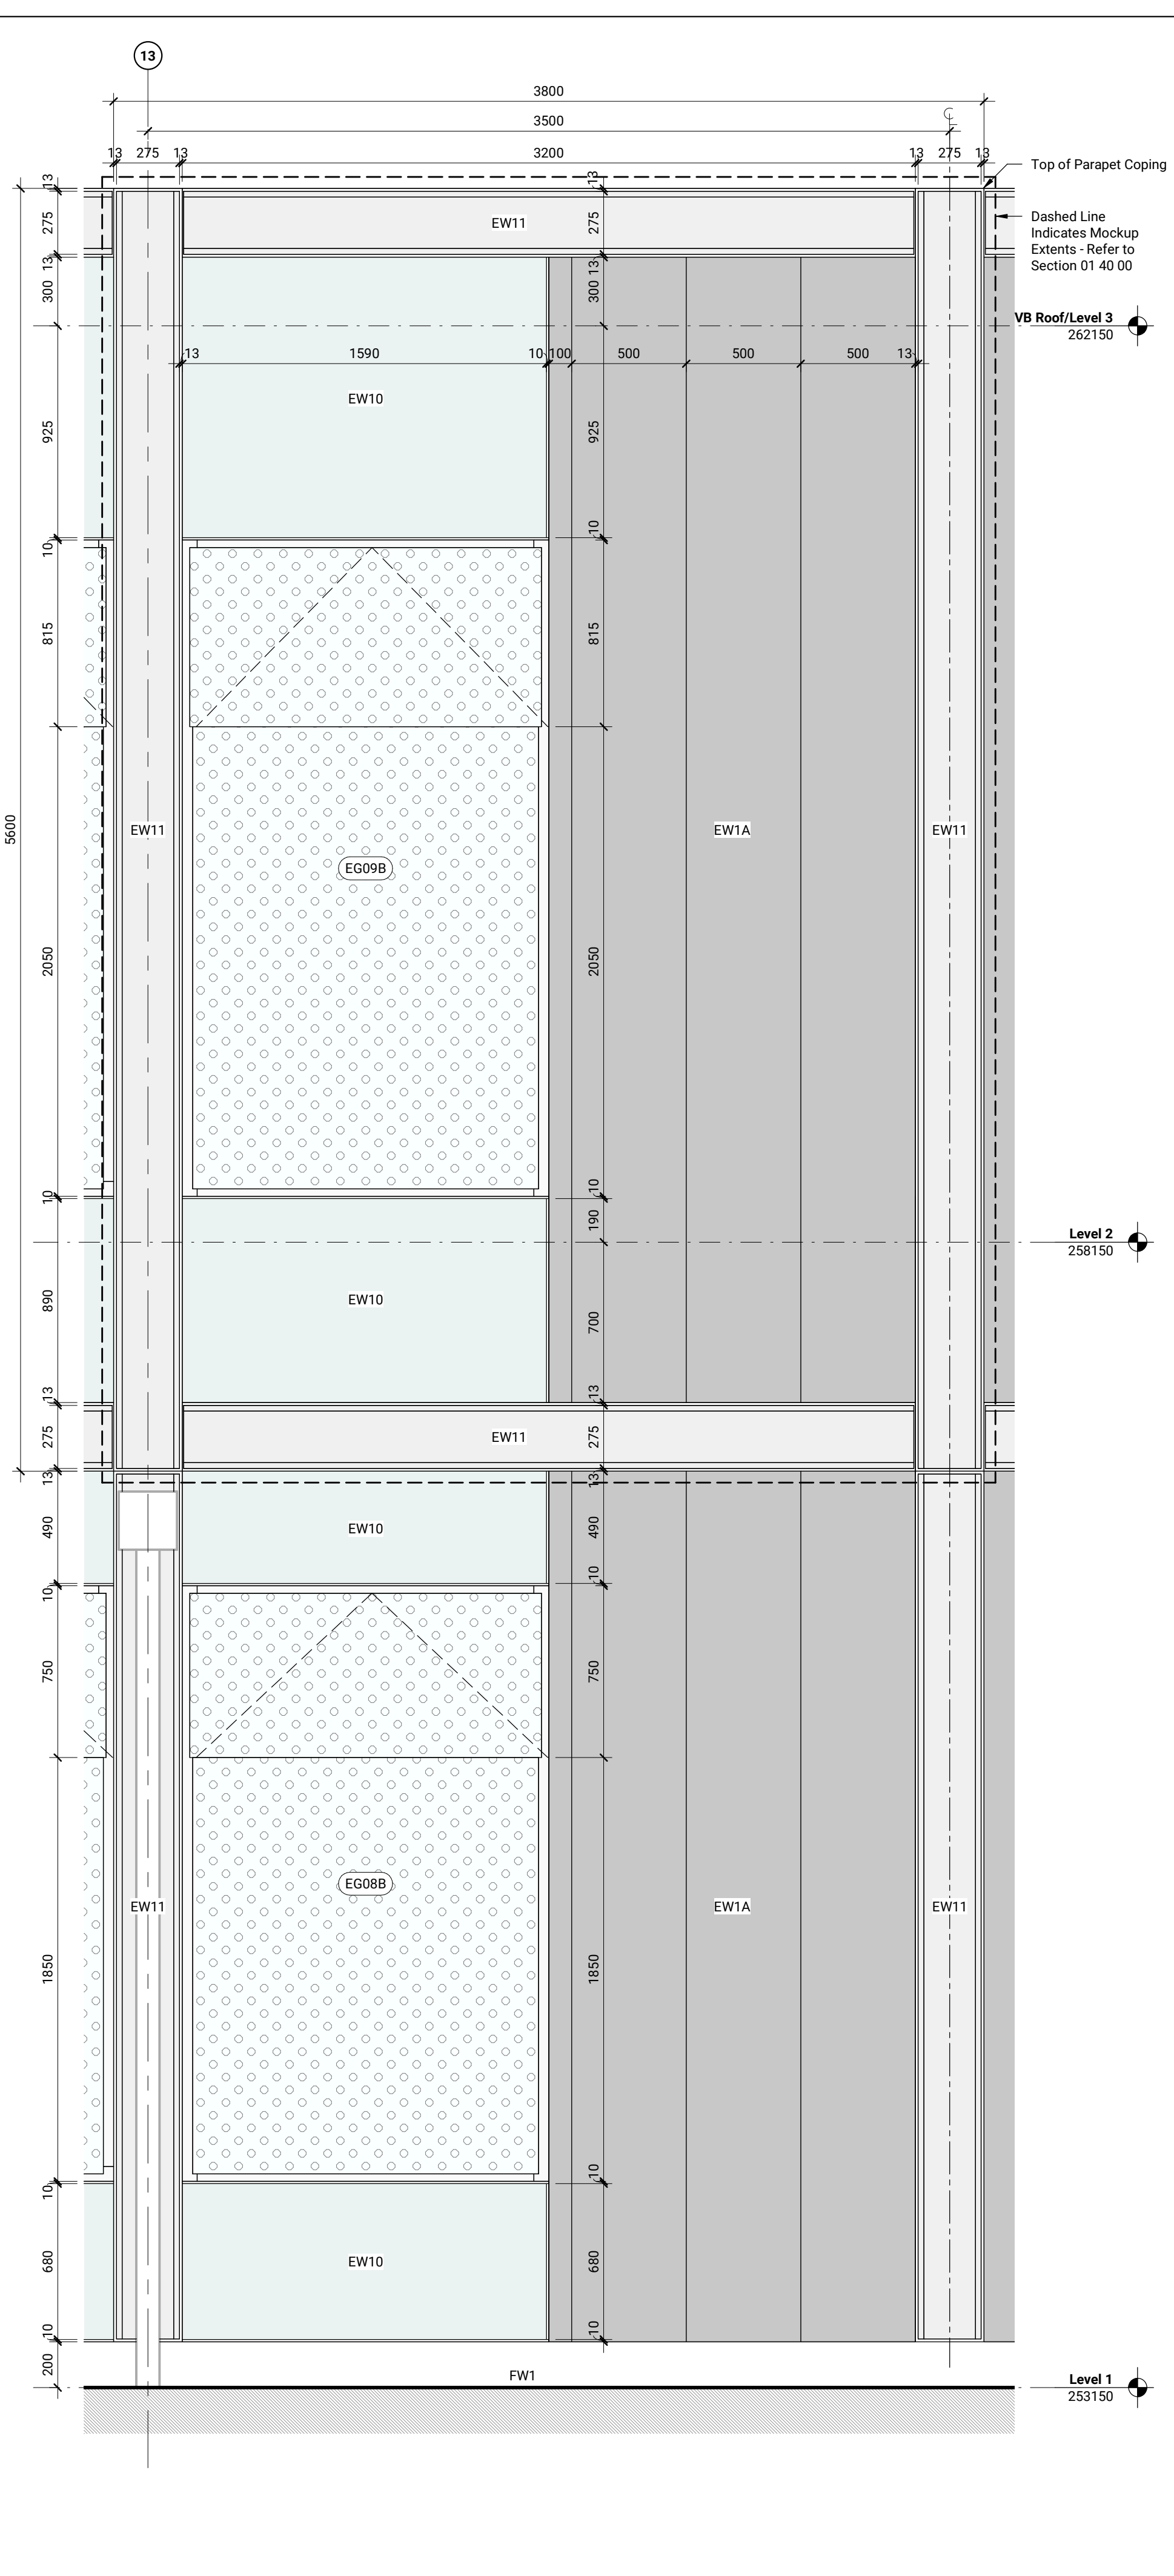 13
3800
3500
13 275 13 3200 13 275 13
Top of Parapet Coping
13 13
275 EW11 275
Dashed Line
Indicates Mockup
Extents - Refer to
Section 01 40 00
13 13
300 300
VB Roof/Level 3
262150
13 1590 10 100 500 500 500 13
EW10
925 925
10 10
815 815
5600
EW11 EW1A EW11
EG09B
2050 2050
10 10
190
Level 2
258150
890 EW10
700
13 13
275 EW11 275
13 13
490 EW10 490
10 10
750 750
EG08B
EW11 EW1A EW11
1850 1850
10 10
680 EW10 680
10 10
200
FW1
Level 1
253150